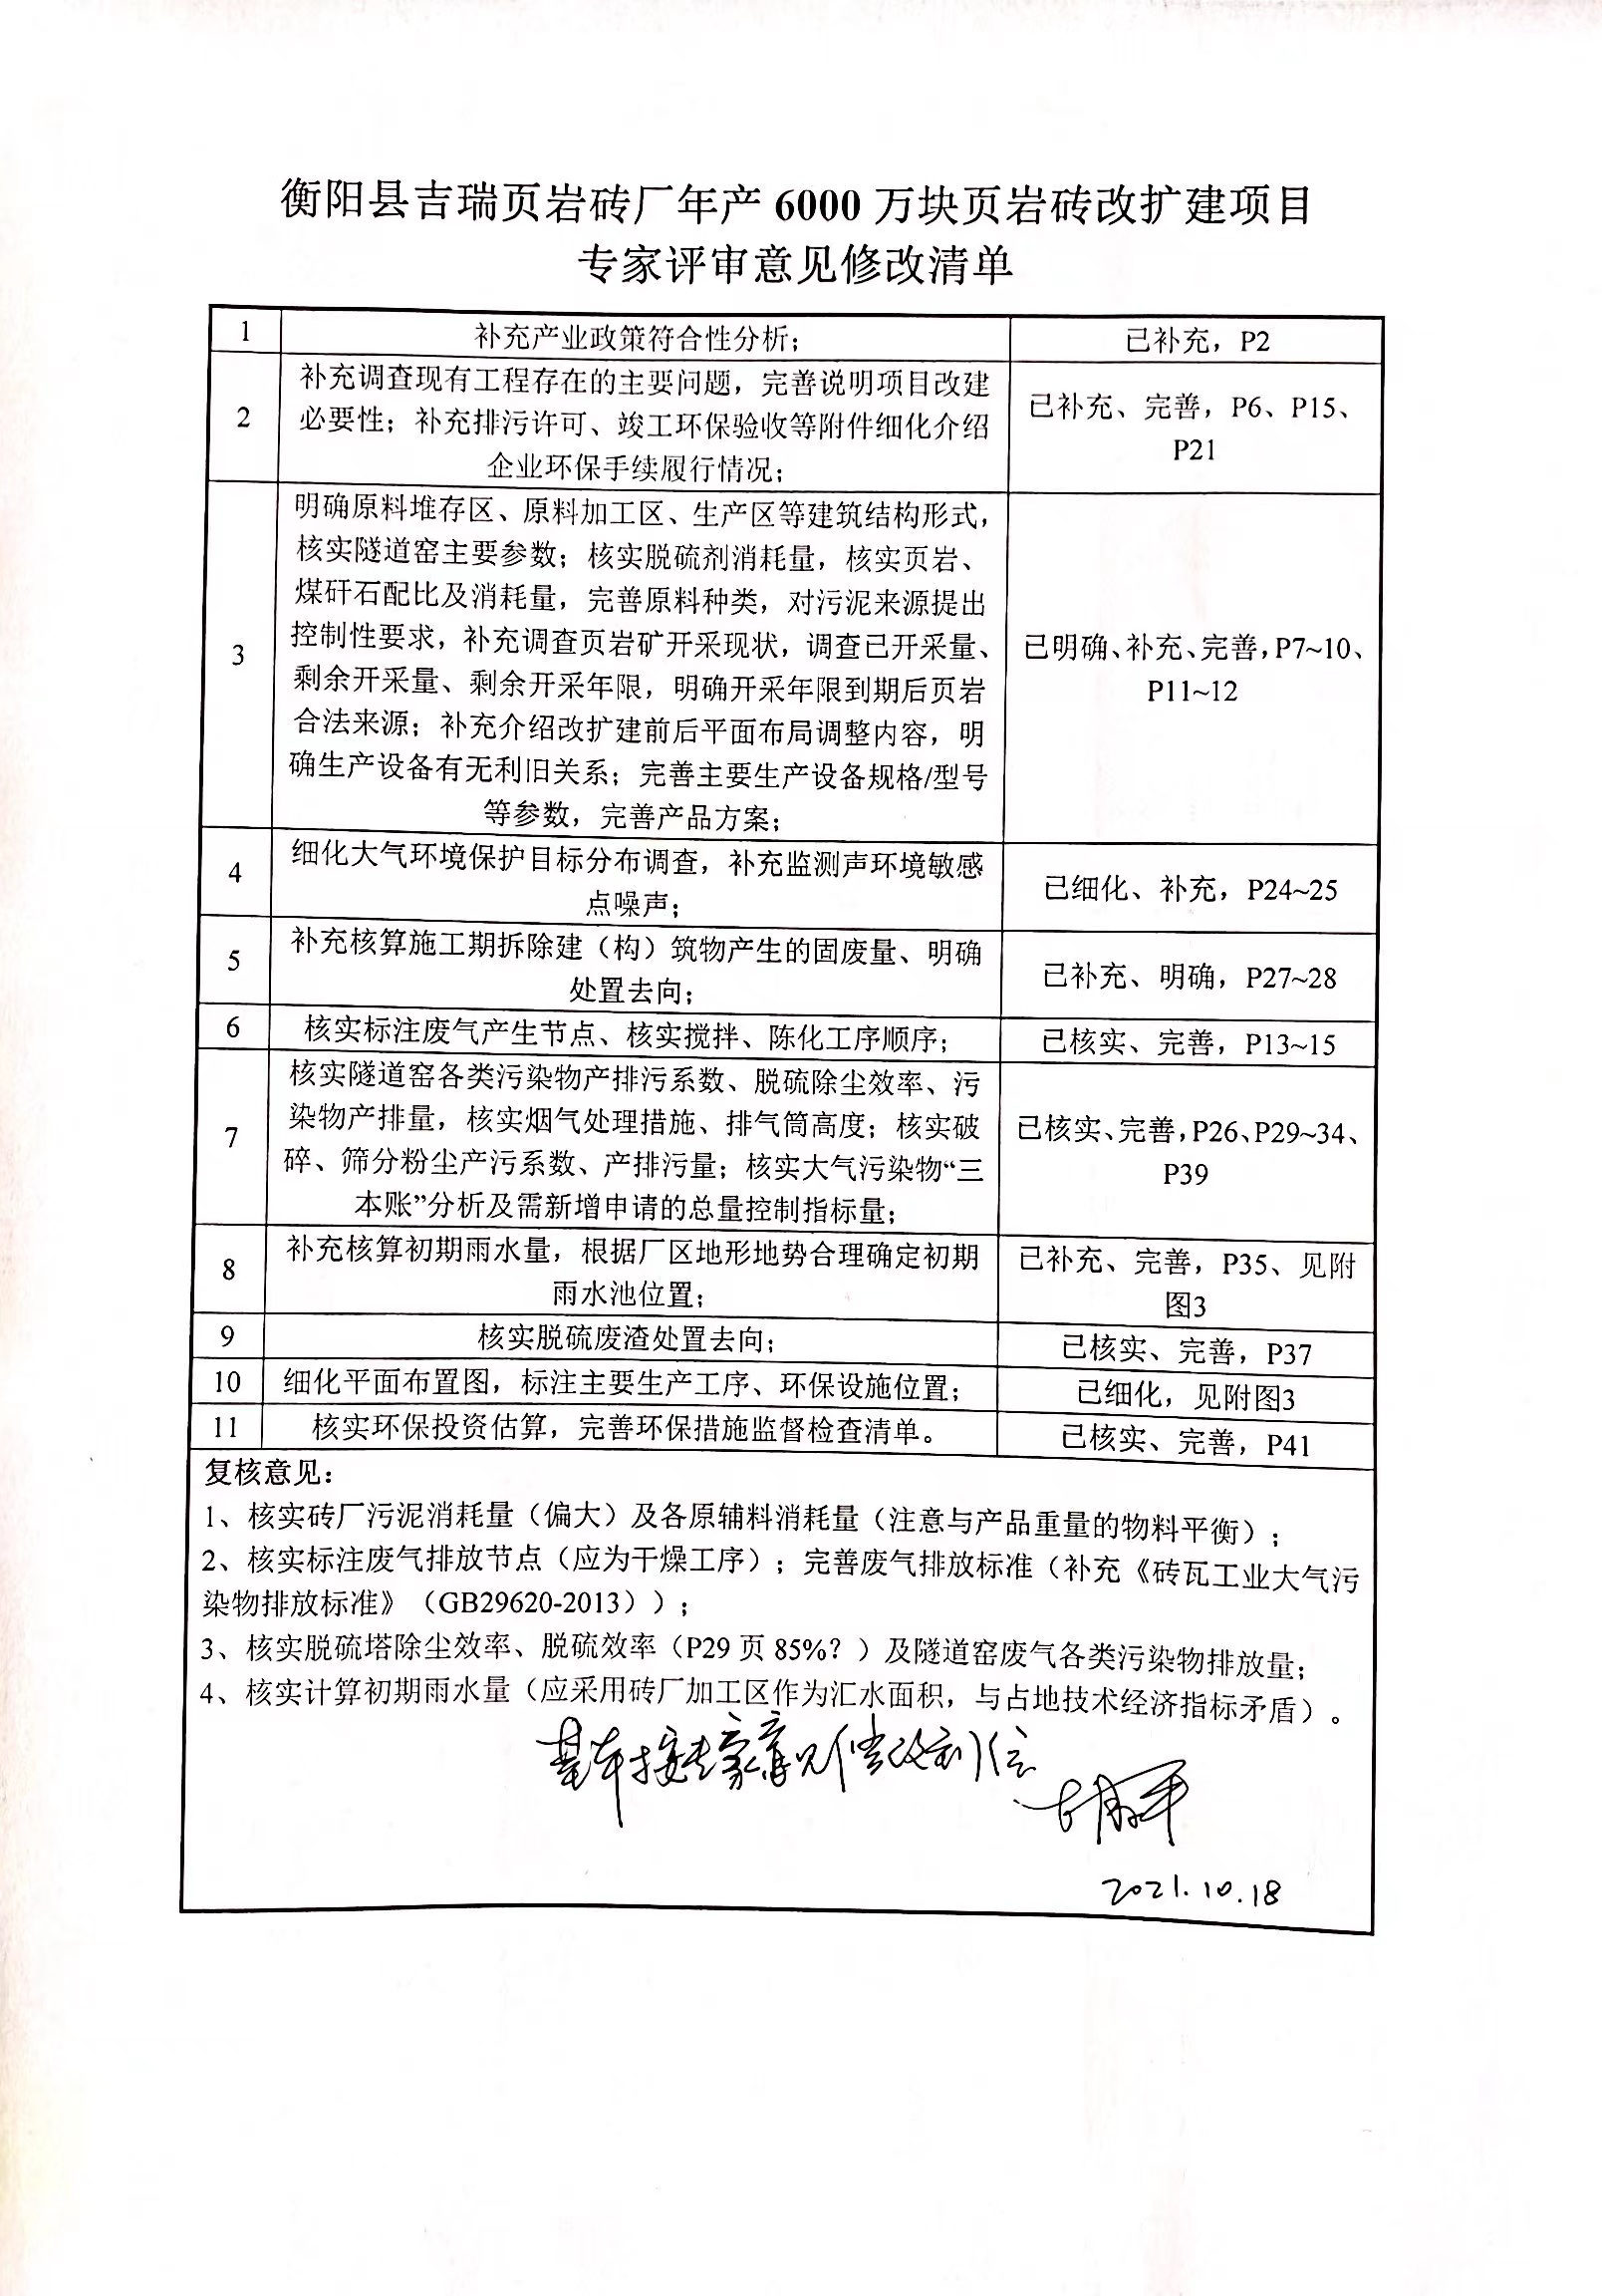 衡阳县吉瑞页岩砖厂年产 6000 万块页岩砖改扩建项目
专家评审意见修改清单
1 补充产业政策符合性分析； 已补充，P2
2
补充调查现有工程存在的主要问题，完善说明项目改建
必要性；补充排污许可、竣工环保验收等附件细化介绍
企业环保手续履行情况；
已补充、完善，P6、P15、
P21
3
明确原料堆存区、原料加工区、生产区等建筑结构形式，
核实隧道窑主要参数；核实脱硫剂消耗量，核实页岩、
煤矸石配比及消耗量，完善原料种类，对污泥来源提出
控制性要求，补充调查页岩矿开采现状，调查已开采量、
剩余开采量、剩余开采年限，明确开采年限到期后页岩
合法来源；补充介绍改扩建前后平面布局调整内容，明
确生产设备有无利旧关系；完善主要生产设备规格/型号
等参数，完善产品方案；
已明确、补充、完善，P7~10、
P11~12
4
细化大气环境保护目标分布调查，补充监测声环境敏感
点噪声；
已细化、补充，P24~25
5
补充核算施工期拆除建（构）筑物产生的固废量、明确
处置去向；
已补充、明确，P27~28
6 核实标注废气产生节点、核实搅拌、陈化工序顺序； 已核实、完善，P13~15
7
核实隧道窑各类污染物产排污系数、脱硫除尘效率、污
染物产排量，核实烟气处理措施、排气筒高度；核实破
碎、筛分粉尘产污系数、产排污量；核实大气污染物“三
本账”分析及需新增申请的总量控制指标量；
已核实、完善，P26、P29~34、
P39
8
补充核算初期雨水量，根据厂区地形地势合理确定初期
雨水池位置；
已补充、完善，P35、见附
图3
9 核实脱硫废渣处置去向； 已核实、完善，P37
10 细化平面布置图，标注主要生产工序、环保设施位置； 已细化，见附图3
11 核实环保投资估算，完善环保措施监督检查清单。 已核实、完善，P41
复核意见：
1、核实砖厂污泥消耗量（偏大）及各原辅料消耗量（注意与产品重量的物料平衡）；
2、核实标注废气排放节点（应为干燥工序）；完善废气排放标准（补充《砖瓦工业大气污
染物排放标准》（GB29620-2013））；
3、核实脱硫塔除尘效率、脱硫效率（P29 页 85%？）及隧道窑废气各类污染物排放量；
4、核实计算初期雨水量（应采用砖厂加工区作为汇水面积，与占地技术经济指标矛盾）。
基本按专家意见修改到位
2021.10.18